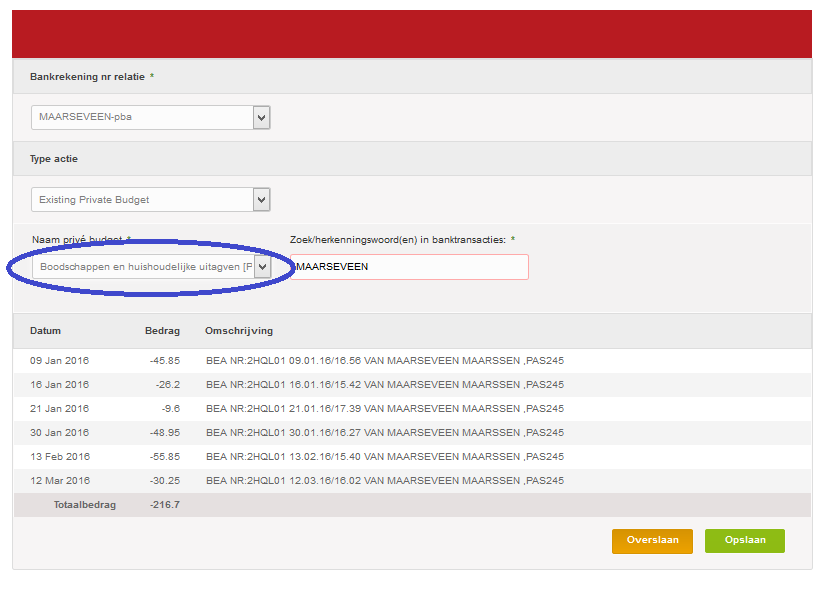 Bankrekening nr relatie *
MAARSEVEEN-pba
Type actie
Existing Private Budget
Naam privé budget * Zoek/herkenningswoord(en) in banktransacties: *
Boodschappen en huishoudelijke uitagven [P MAARSEVEEN
Datum Bedrag Omschrijving
09 Jan 2016 -45.85 BEA NR:2HQL01 09.01.16/16.56 VAN MAARSEVEEN MAARSSEN ,PAS245
16 Jan 2016 -26.2 BEA NR:2HQL01 16.01.16/15.42 VAN MAARSEVEEN MAARSSEN ,PAS245
21 Jan 2016 -9.6 BEA NR:2HQL01 21.01.16/17.39 VAN MAARSEVEEN MAARSSEN ,PAS245
30 Jan 2016 -48.95 BEA NR:2HQL01 30.01.16/16.27 VAN MAARSEVEEN MAARSSEN ,PAS245
13 Feb 2016 -55.85 BEA NR:2HQL01 13.02.16/15.40 VAN MAARSEVEEN MAARSSEN ,PAS245
12 Mar 2016 -30.25 BEA NR:2HQL01 12.03.16/16.02 VAN MAARSEVEEN MAARSSEN ,PAS245
Totaalbedrag -216.7
Overslaan Opslaan